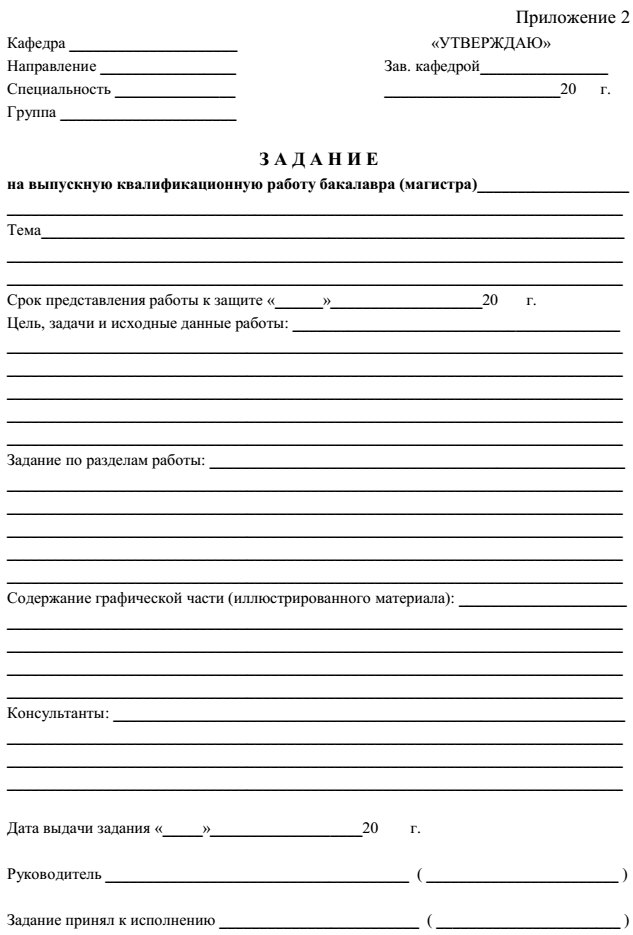 Приложение 2
Кафедра «УТВЕРЖДАЮ»
Направление Зав. кафедрой
Специальность 20 г.
Группа
З А Д А Н И Е
на выпускную квалификационную работу бакалавра (магистра)
Тема
Срок представления работы к защите « » 20 г.
Цель, задачи и исходные данные работы:
Задание по разделам работы:
Содержание графической части (иллюстрированного материала):
Консультанты:
Дата выдачи задания « » 20 г.
Руководитель ( )
Задание принял к исполнению ( )